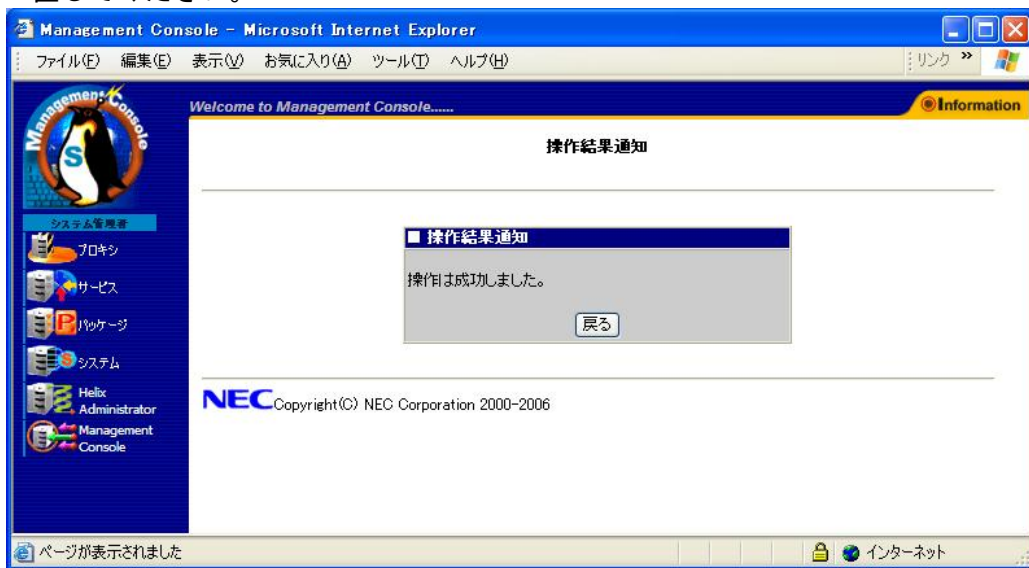 Management Console - Microsoft Internet Explorer
ファイル(F) 編集(E) 表示(V) お気に入り(A) ツール(T) ヘルプ(H) リンク »
Management Console
Welcome to Management Console......
Information
操作結果通知
S
システム管理者
プロキシ
サービス
パッケージ
システム
Helix
Administrator
Management
Console
■ 操作結果通知
操作は成功しました。
戻る
NEC Copyright(C) NEC Corporation 2000-2006
ページが表示されました インターネット